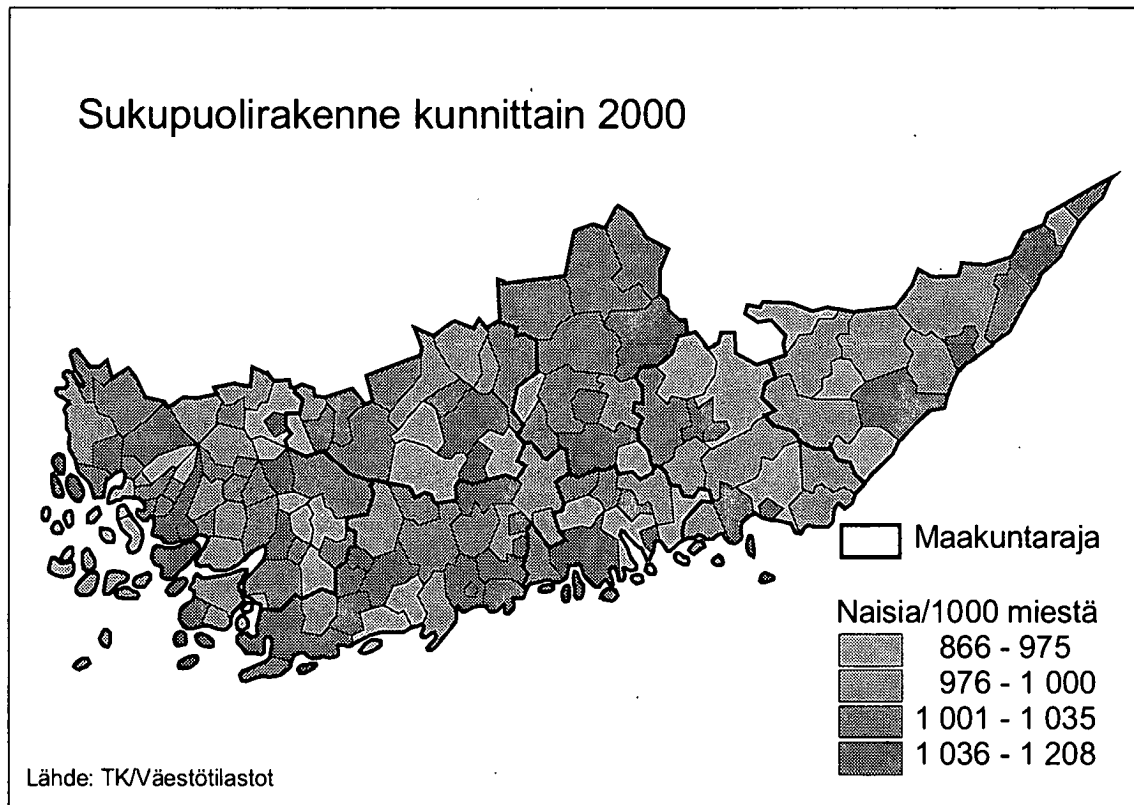 Sukupuolirakenne kunnittain 2000
Maakuntaraja
Naisia/1000 miestä
866 - 975
976 - 1 000
1 001 - 1 035
1 036 - 1 208
Lähde: TK/Väestötilastot